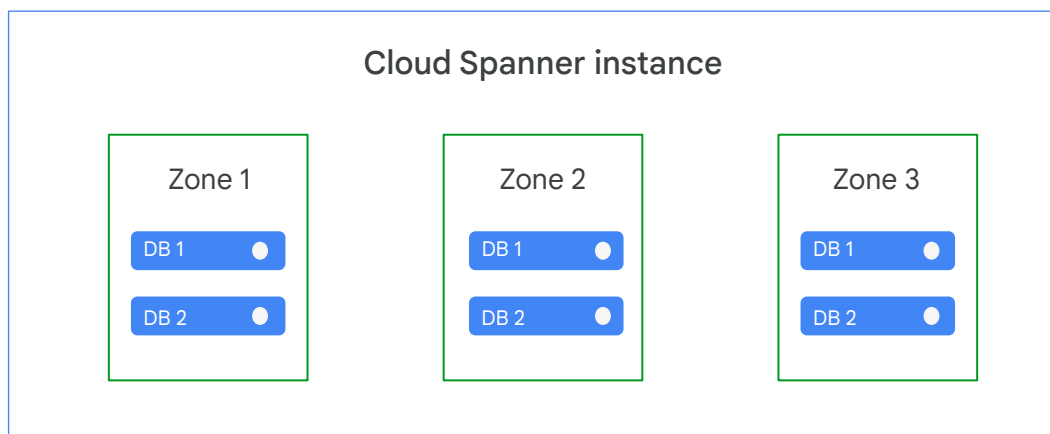 Cloud Spanner instance
Zone 1
DB 1
DB 2
Zone 2
DB 1
DB 2
Zone 3
DB 1
DB 2